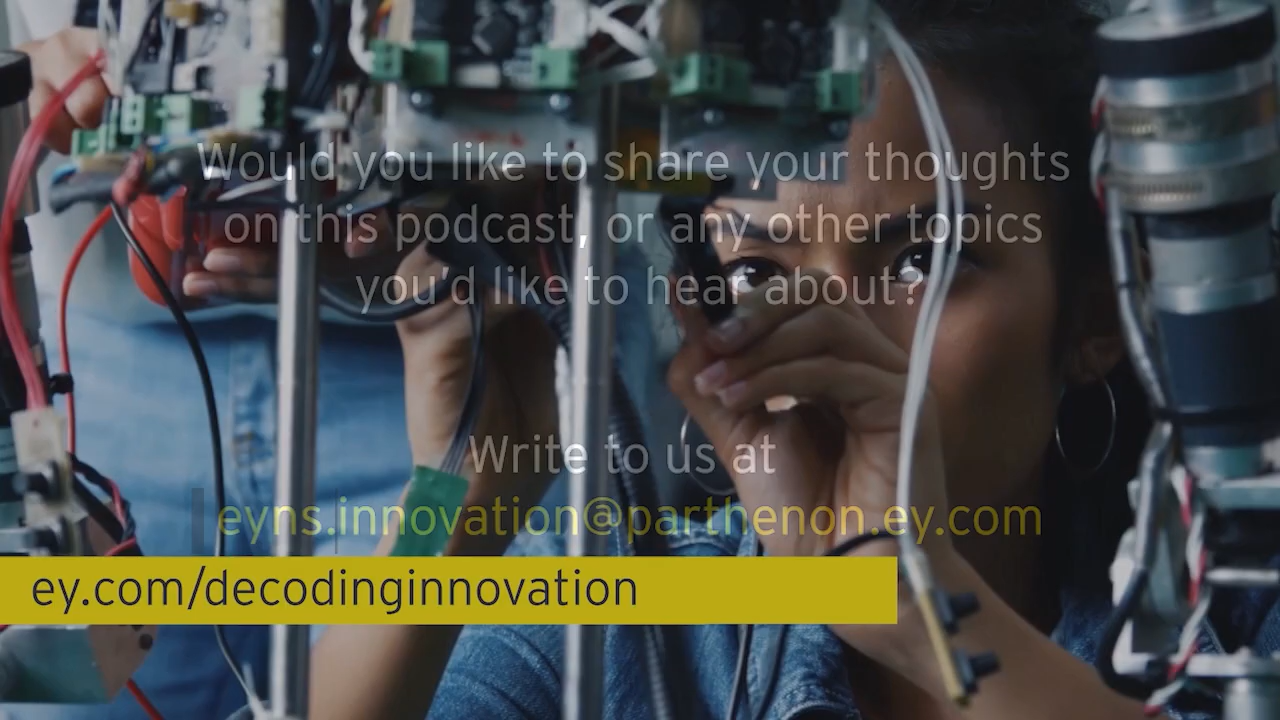 Would you like to share your thoughts
on this podcast, or any other topics
you'd like to hear about?
Write to us at
eyns.innovation@parthenon.ey.com
ey.com/decodinginnovation